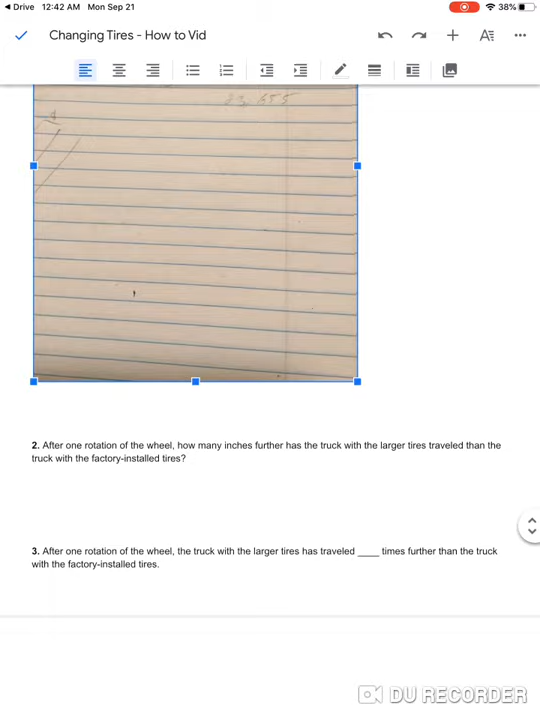 Drive 12:42 AM Mon Sep 21 38%
Changing Tires - How to Vid
2. After one rotation of the wheel, how many inches further has the truck with the larger tires traveled than the
truck with the factory-installed tires?
3. After one rotation of the wheel, the truck with the larger tires has traveled ____ times further than the truck
with the factory-installed tires.
DU RECORDER